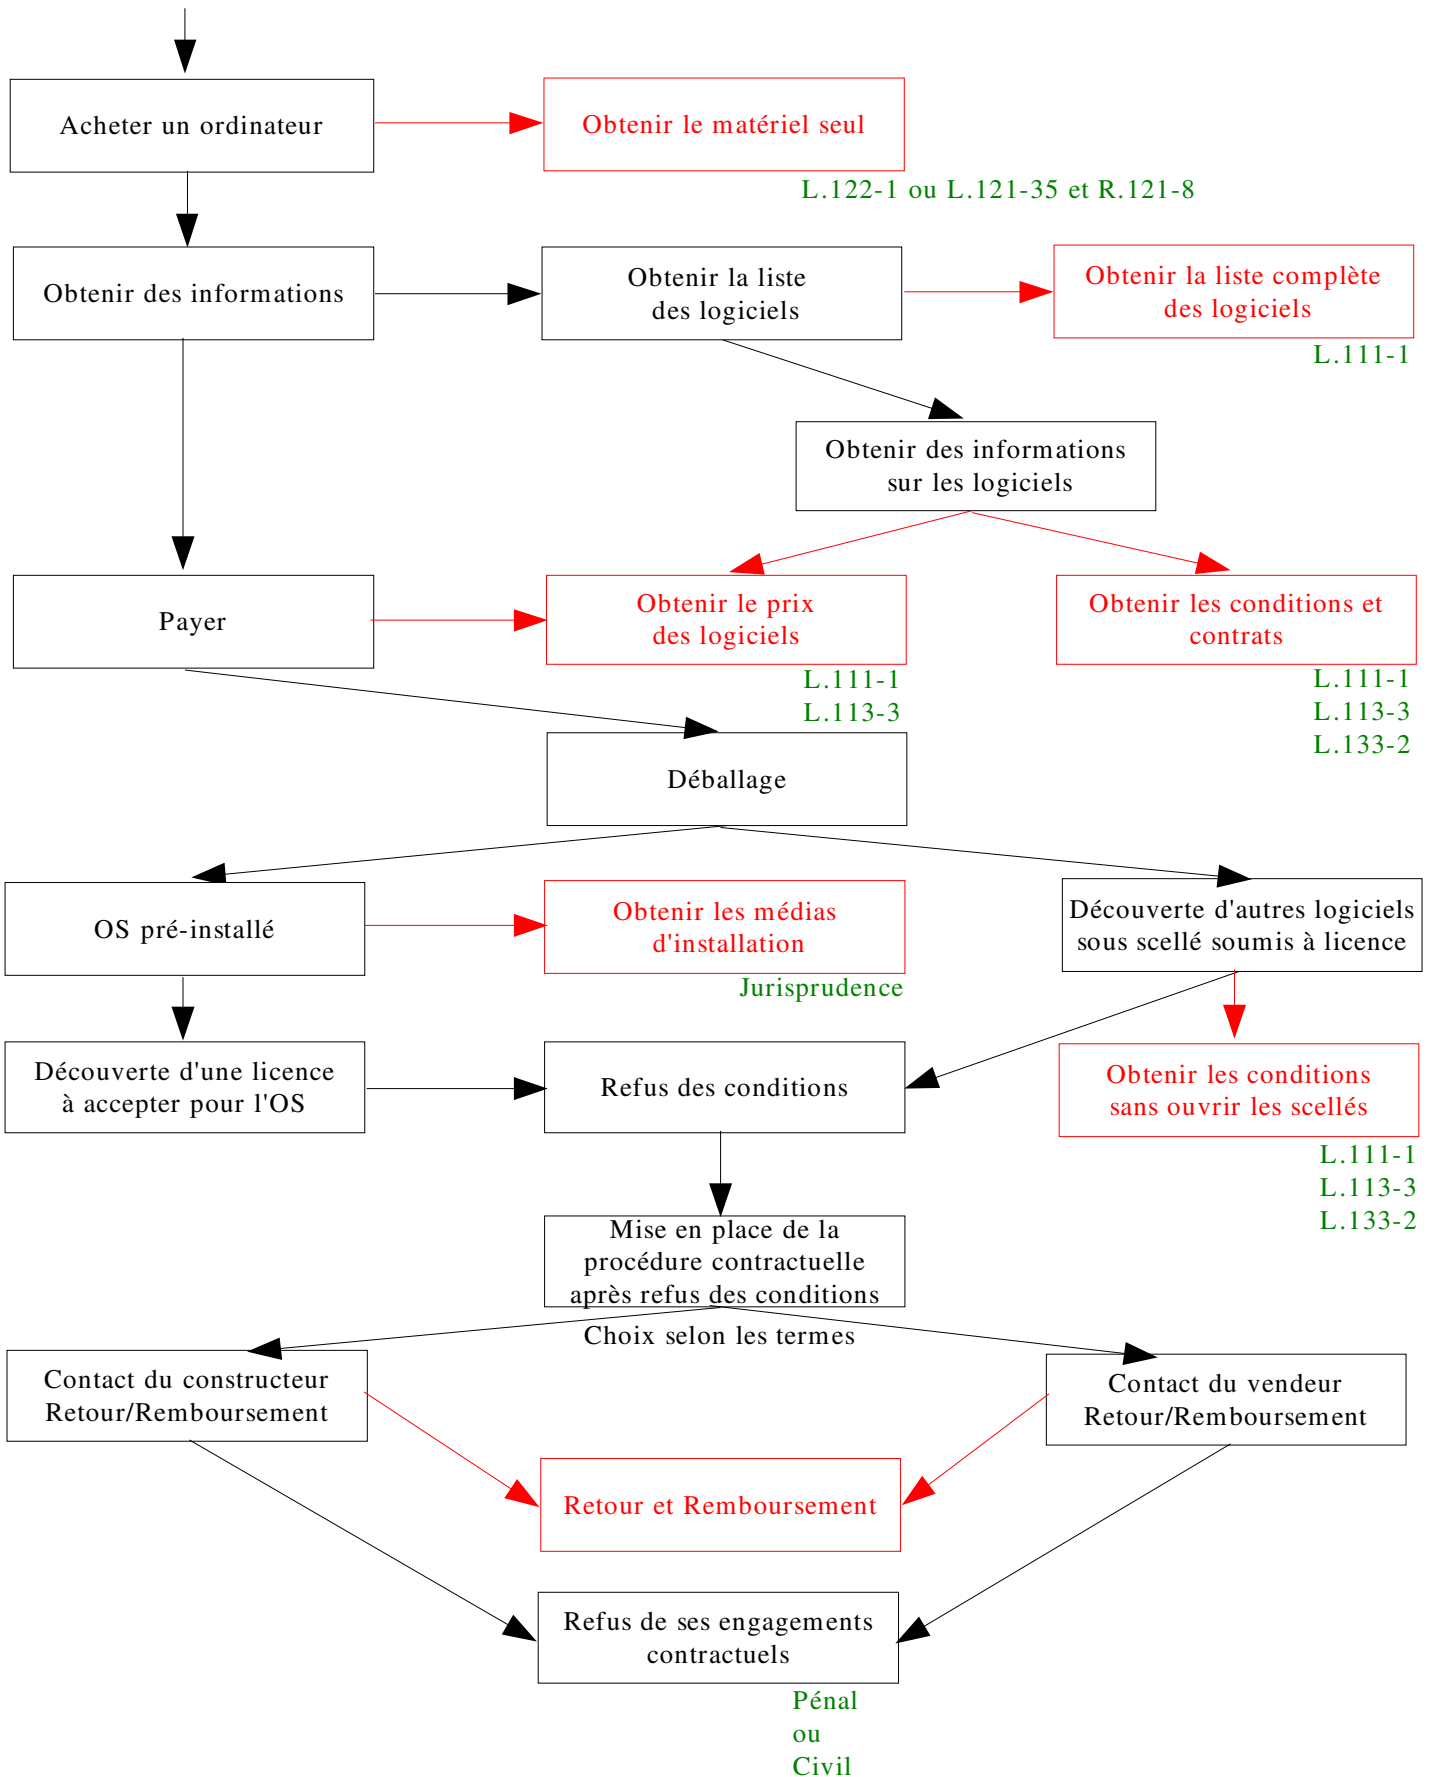 Acheter un ordinateur
Obtenir le matériel seul
L.122-1 ou L.121-35 et R.121-8
Obtenir des informations
Obtenir la liste
des logiciels
Obtenir la liste complète
des logiciels
L.111-1
Obtenir des informations
sur les logiciels
Payer
Obtenir le prix
des logiciels
L.111-1
L.113-3
Obtenir les conditions et
contrats
L.111-1
L.113-3
L.133-2
Déballage
OS pré-installé
Obtenir les médias
d'installation
Jurisprudence
Découverte d'autres logiciels
sous scellé soumis à licence
Découverte d'une licence
à accepter pour l'OS
Refus des conditions
Obtenir les conditions
sans ouvrir les scellés
L.111-1
L.113-3
L.133-2
Mise en place de la
procédure contractuelle
après refus des conditions
Choix selon les termes
Contact du constructeur
Retour/Remboursement
Contact du vendeur
Retour/Remboursement
Retour et Remboursement
Refus de ses engagements
contractuels
Pénal
ou
Civil